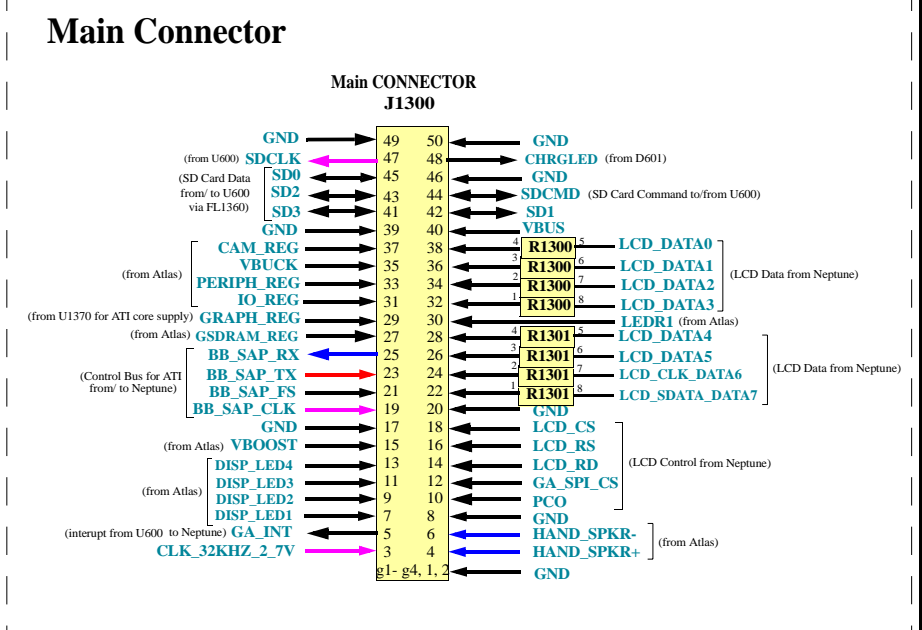 Main Connector
Main CONNECTOR
J1300
GND 49 50 GND
(from U600) SDCLK 47 48 CHRGLED (from D601)
(SD Card Data from/ to U600 via FL1360)
SD0 45 46 GND
SD2 43 44 SDCMD (SD Card Command to/from U600)
SD3 41 42 SD1
GND 39 40 VBUS
(from Atlas)
CAM_REG 37 38 4 R1300 5 LCD_DATA0
VBUCK 35 36 3 R1300 6 LCD_DATA1
(LCD Data from Neptune)
PERIPH_REG 33 34 2 R1300 7 LCD_DATA2
IO_REG 31 32 1 R1300 8 LCD_DATA3
(from U1370 for ATI core supply) GRAPH_REG 29 30 LEDR1 (from Atlas)
(from Atlas) GSDRAM_REG 27 28 4 R1301 5 LCD_DATA4
BB_SAP_RX 25 26 3 R1301 6 LCD_DATA5
(LCD Data from Neptune)
(Control Bus for ATI from/ to Neptune)
BB_SAP_TX 23 24 2 R1301 7 LCD_CLK_DATA6
BB_SAP_FS 21 22 1 R1301 8 LCD_SDATA_DATA7
BB_SAP_CLK 19 20 GND
GND 17 18 LCD_CS
(from Atlas) VBOOST 15 16 LCD_RS
DISP_LED4 13 14 LCD_RD
(LCD Control from Neptune)
(from Atlas)
DISP_LED3 11 12 GA_SPI_CS
DISP_LED2 9 10 PCO
DISP_LED1 7 8 GND
(interupt from U600 to Neptune) GA_INT 5 6 HAND_SPKR-
(from Atlas)
CLK_32KHZ_2_7V 3 4 HAND_SPKR+
g1- g4, 1, 2 GND